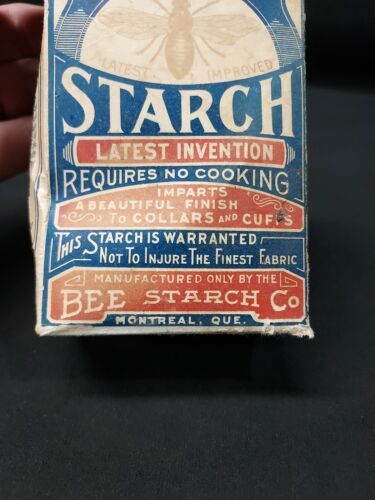 LATEST IMPROVED
STARCH
LATEST INVENTION
REQUIRES NO COOKING
IMPARTS
A BEAUTIFUL FINISH
TO COLLARS AND CUFFS
THIS STARCH IS WARRANTED
NOT TO INJURE THE FINEST FABRIC
MANUFACTURED ONLY BY THE
BEE STARCH CO
MONTREAL, QUE.